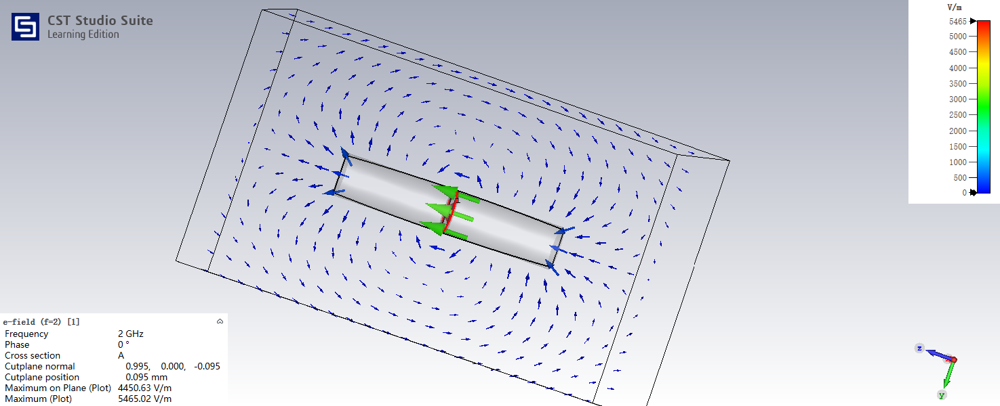 CST Studio Suite
Learning Edition
V/m
5465
5000
4500
4000
3500
3000
2500
2000
1500
1000
500
0
1
e-field (f=2) [1]
Frequency 2 GHz
Phase 0 °
Cross section A
Cutplane normal 0.995, 0.000, -0.095
Cutplane position 0.095 mm
Maximum on Plane (Plot) 4450.63 V/m
Maximum (Plot) 5465.02 V/m
z
y